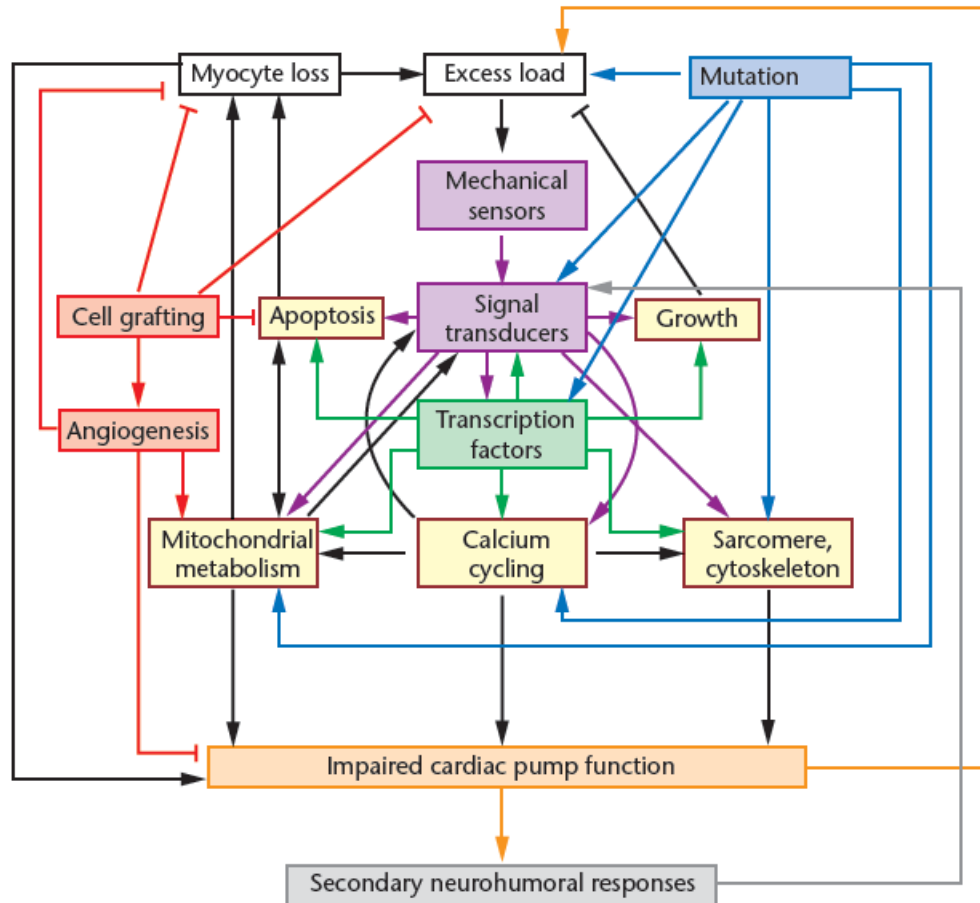 Myocyte loss
Excess load
Mutation
Mechanical
sensors
Cell grafting
Apoptosis
Signal
transducers
Growth
Angiogenesis
Transcription
factors
Mitochondrial
metabolism
Calcium
cycling
Sarcomere,
cytoskeleton
Impaired cardiac pump function
Secondary neurohumoral responses